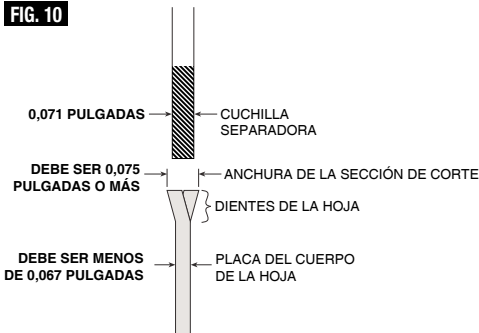 FIG. 10
0,071 PULGADAS
CUCHILLA
SEPARADORA
DEBE SER 0,075
PULGADAS O MÁS
ANCHURA DE LA SECCIÓN DE CORTE
DIENTES DE LA HOJA
DEBE SER MENOS
DE 0,067 PULGADAS
PLACA DEL CUERPO
DE LA HOJA